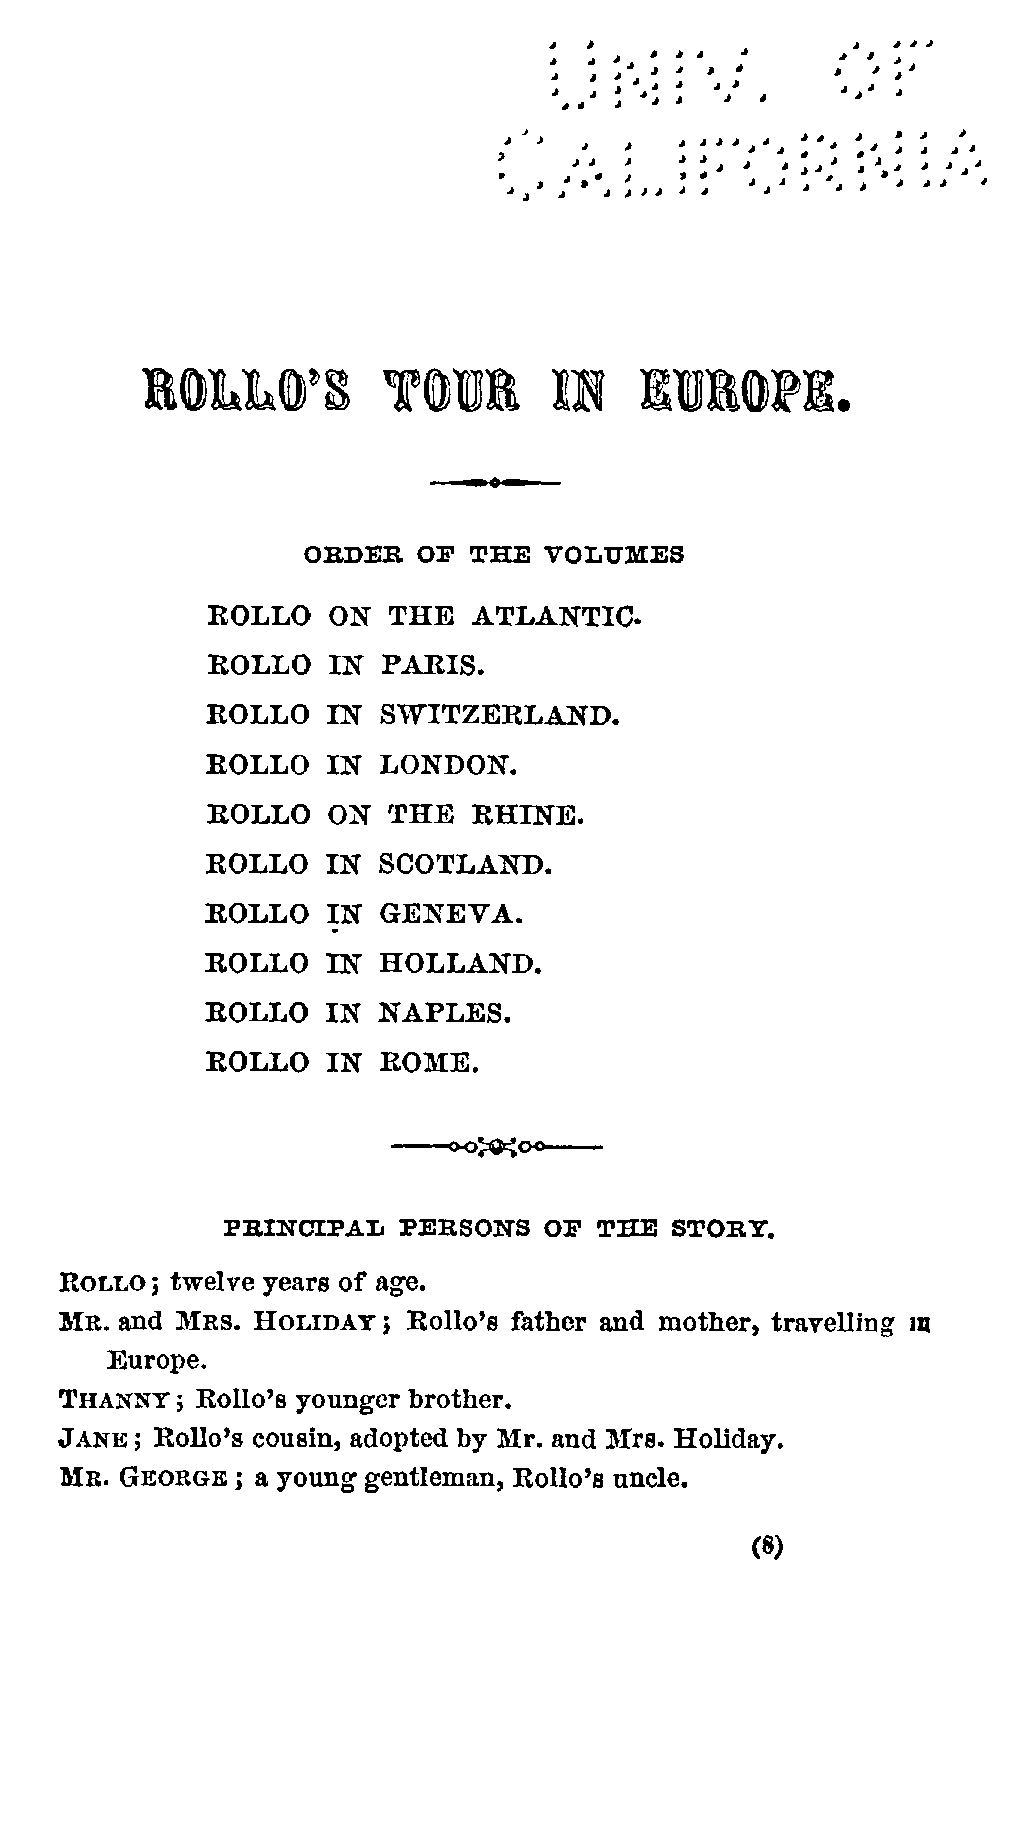 UNIV. OF
CALIFORNIA
ROLLO'S TOUR IN EUROPE.
ORDER OF THE VOLUMES
ROLLO ON THE ATLANTIC.
ROLLO IN PARIS.
ROLLO IN SWITZERLAND.
ROLLO IN LONDON.
ROLLO ON THE RHINE.
ROLLO IN SCOTLAND.
ROLLO IN GENEVA.
ROLLO IN HOLLAND.
ROLLO IN NAPLES.
ROLLO IN ROME.
PRINCIPAL PERSONS OF THE STORY.
ROLLO; twelve years of age.
MR. and MRS. HOLIDAY; Rollo's father and mother, travelling in
Europe.
THANNY; Rollo's younger brother.
JANE; Rollo's cousin, adopted by Mr. and Mrs. Holiday.
MR. GEORGE; a young gentleman, Rollo's uncle.
(8)